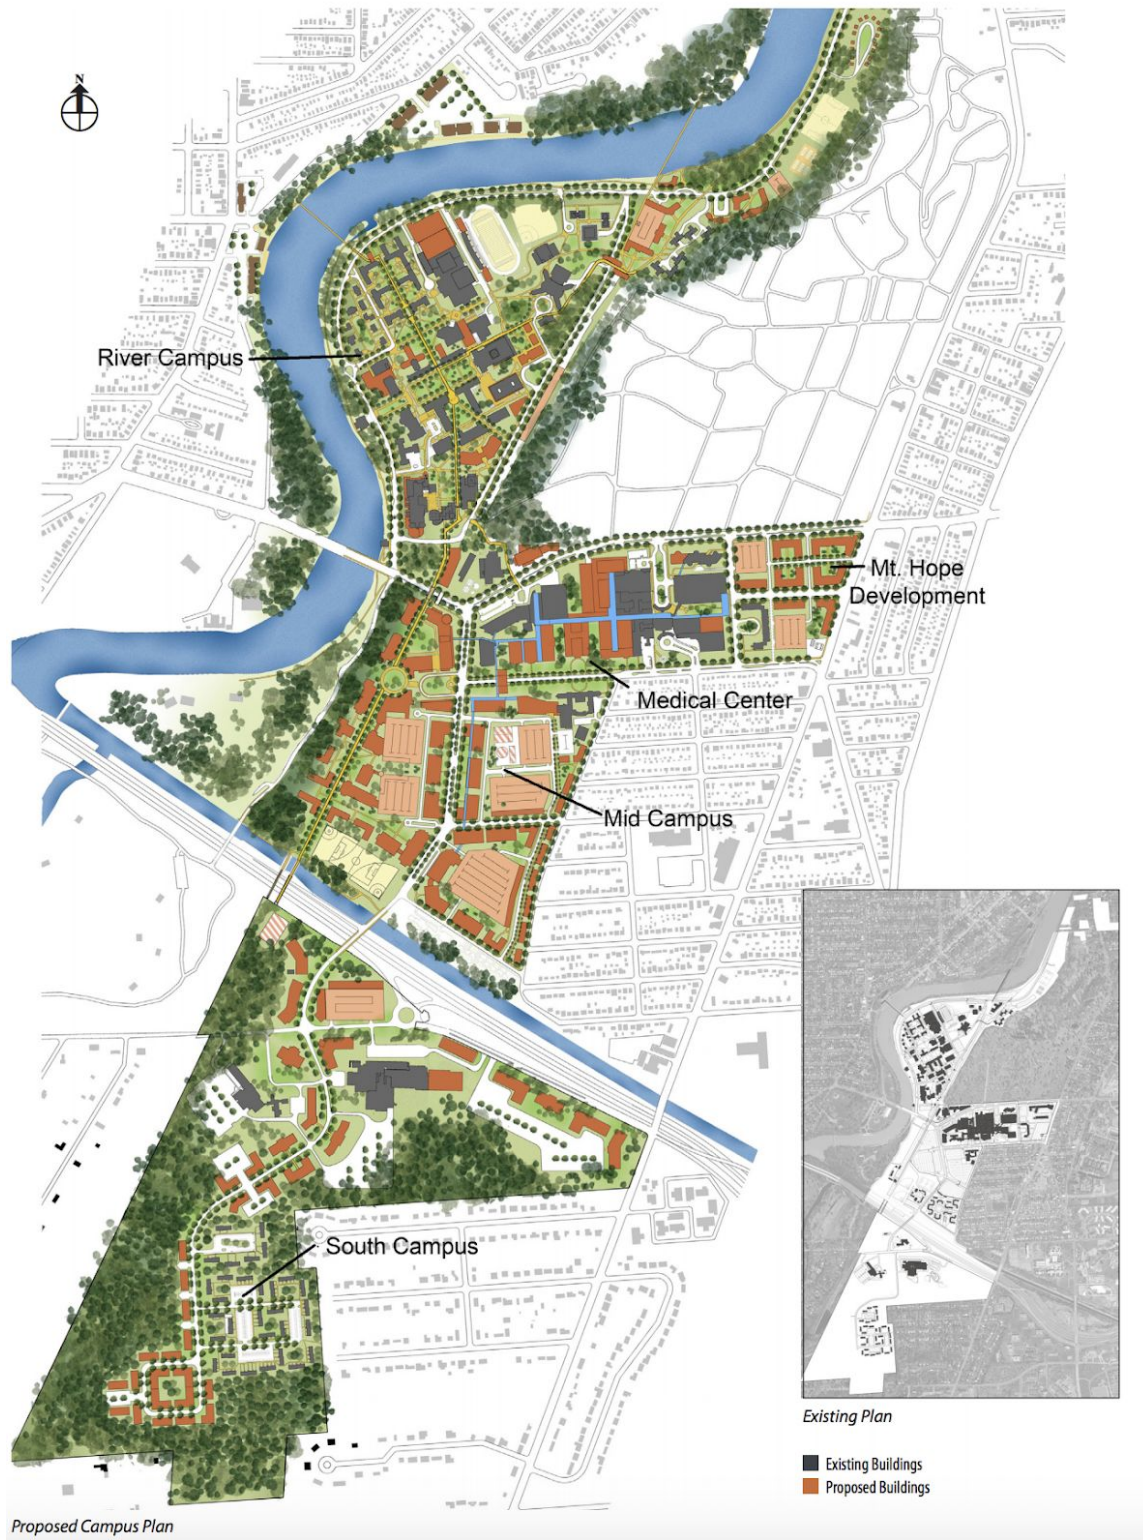 N
River Campus
Mt. Hope
Development
Medical Center
Mid Campus
South Campus
Existing Plan
Existing Buildings
Proposed Buildings
Proposed Campus Plan